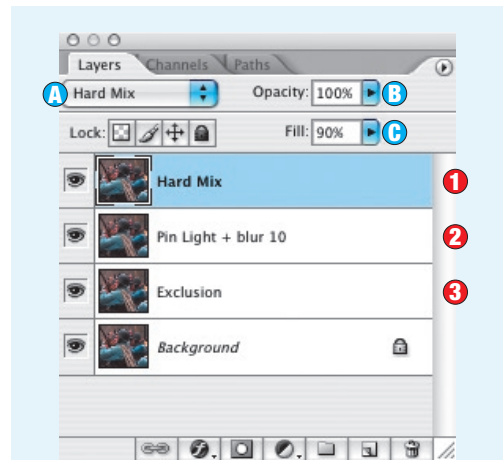 Layers Channels Paths
A Hard Mix Opacity: 100% B
Lock: Fill: 90% C
Hard Mix 1
Pin Light + blur 10 2
Exclusion 3
Background